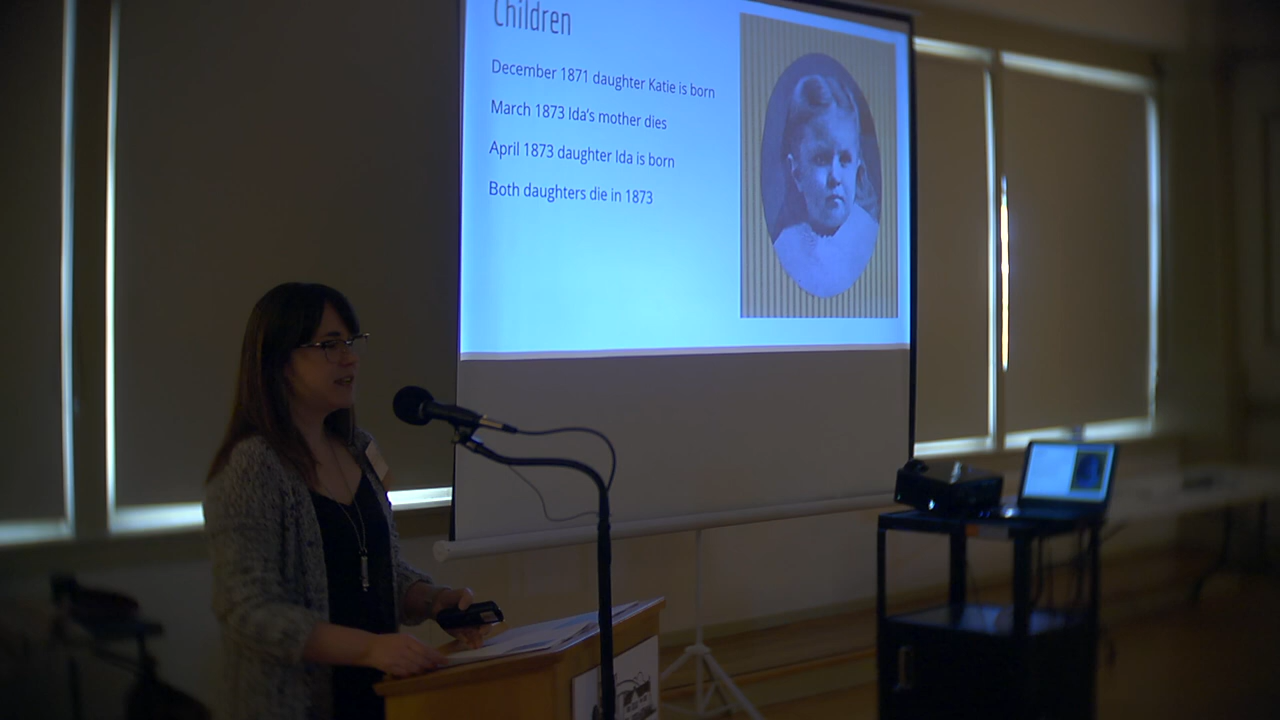 Children
December 1871 daughter Katie is born
March 1873 Ida's mother dies
April 1873 daughter Ida is born
Both daughters die in 1873